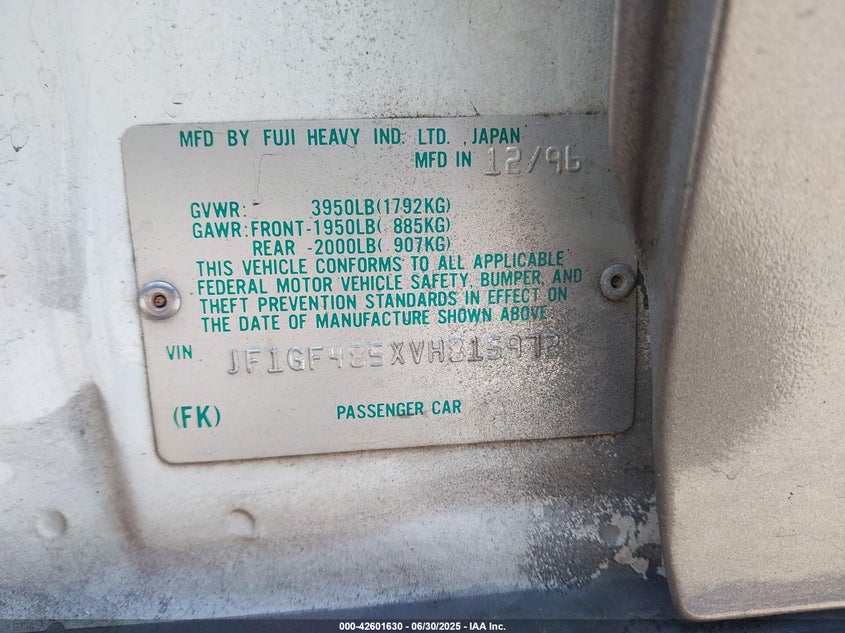 MFD BY FUJI HEAVY IND. LTD. ,JAPAN
MFD IN 12/96
GVWR: 3950LB(1792KG)
GAWR:FRONT-1950LB( 885KG)
REAR -2000LB( 907KG)
THIS VEHICLE CONFORMS TO ALL APPLICABLE
FEDERAL MOTOR VEHICLE SAFETY, BUMPER, AND
THEFT PREVENTION STANDARDS IN EFFECT ON
THE DATE OF MANUFACTURE SHOWN ABOVE
VIN JF1GF485XVH815972
(FK) PASSENGER CAR
000-42601630 - 06/30/2025 - IAA Inc.